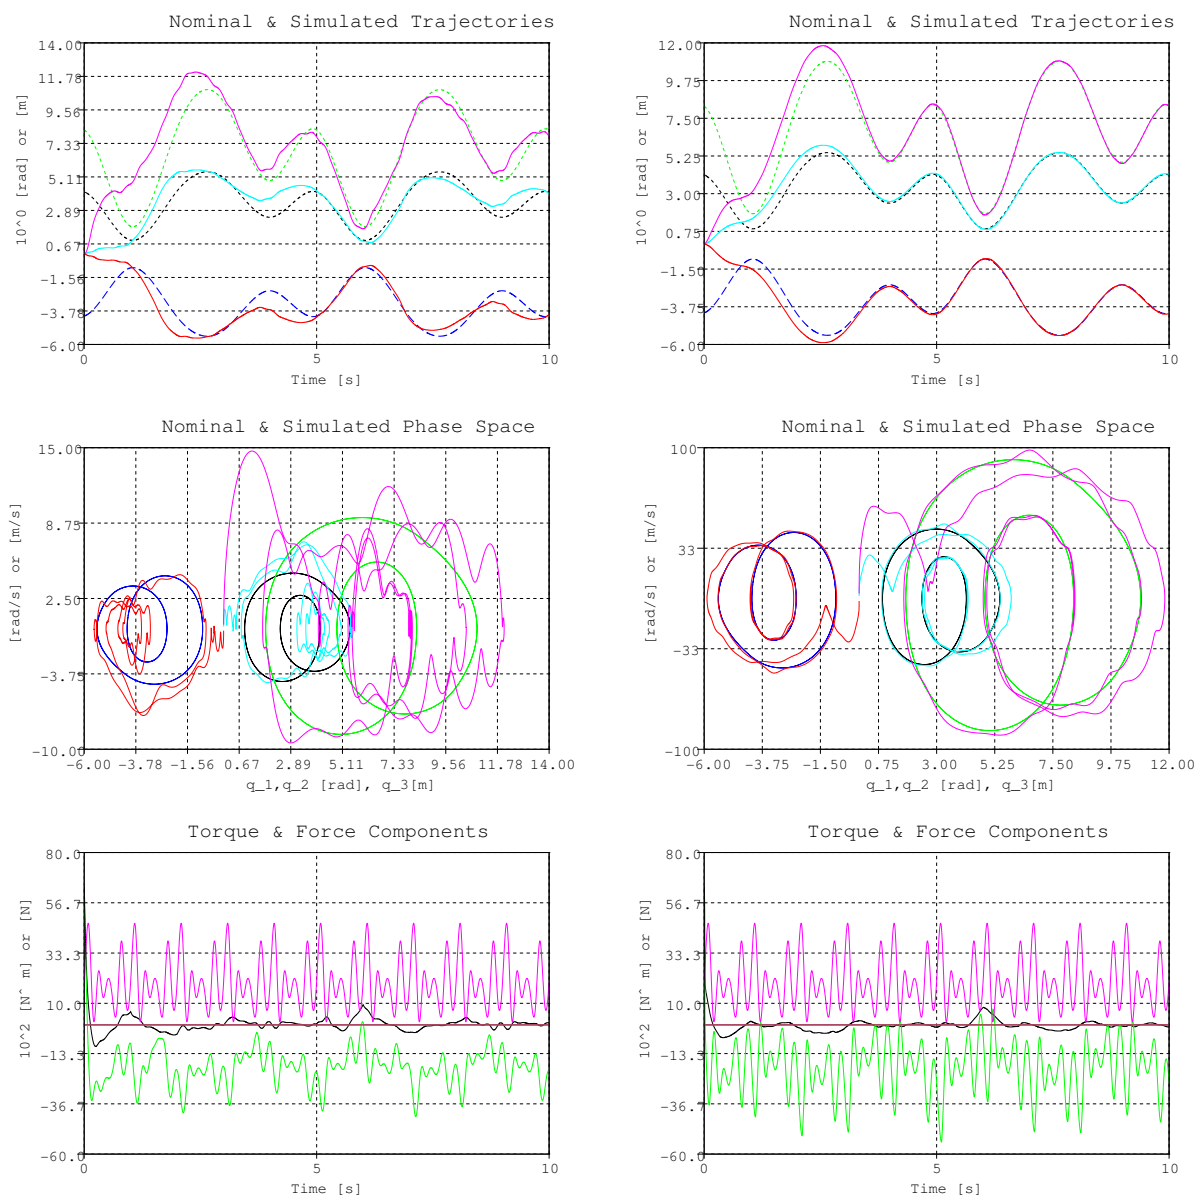 Nominal & Simulated Trajectories
14.00
11.78
9.56
7.33
5.11
2.89
0.67
-1.56
-3.78
-6.00
10^0 [rad] or [m]
0 5 10
Time [s]
Nominal & Simulated Trajectories
12.00
9.75
7.50
5.25
3.00
0.75
-1.50
-3.75
-6.00
10^0 [rad] or [m]
0 5 10
Time [s]
Nominal & Simulated Phase Space
15.00
8.75
2.50
-3.75
-10.00
[rad/s] or [m/s]
-6.00 -3.78 -1.56 0.67 2.89 5.11 7.33 9.56 11.78 14.00
q_1,q_2 [rad], q_3[m]
Nominal & Simulated Phase Space
100
33
-33
-100
[rad/s] or [m/s]
-6.00 -3.75 -1.50 0.75 3.00 5.25 7.50 9.75 12.00
q_1,q_2 [rad], q_3[m]
Torque & Force Components
80.0
56.7
33.3
10.0
-13.3
-36.7
-60.0
10^2 [N^ m] or [N]
0 5 10
Time [s]
Torque & Force Components
80.0
56.7
33.3
10.0
-13.3
-36.7
-60.0
10^2 [N^ m] or [N]
0 5 10
Time [s]